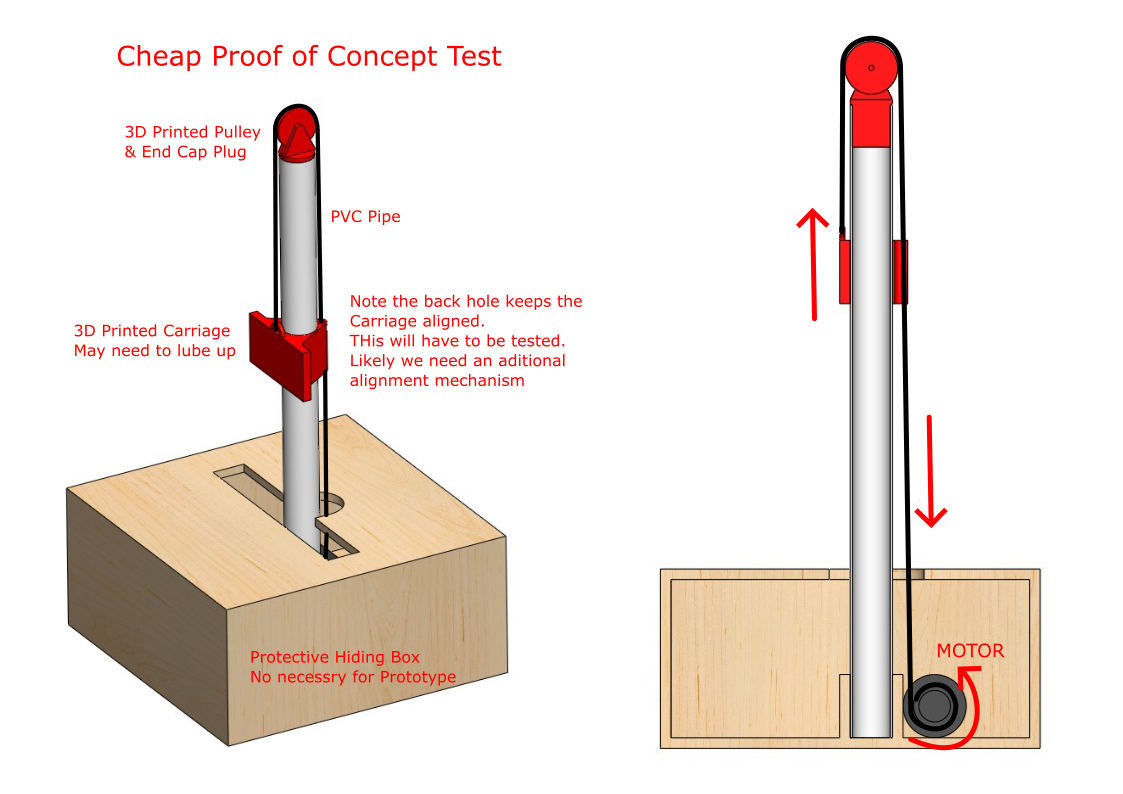 Cheap Proof of Concept Test
3D Printed Pulley
& End Cap Plug
PVC Pipe
Note the back hole keeps the
Carriage aligned.
THis will have to be tested.
Likely we need an aditional
alignment mechanism
3D Printed Carriage
May need to lube up
MOTOR
Protective Hiding Box
No necessry for Prototype